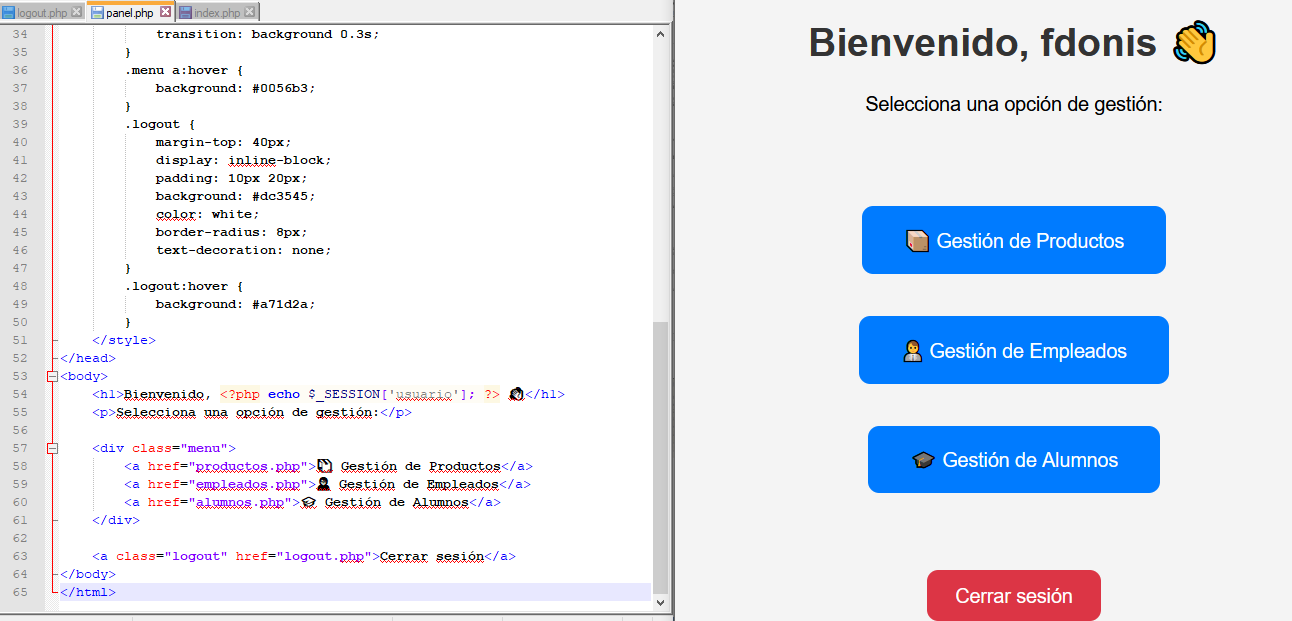 logout.php panel.php index.php
34 transition: background 0.3s;
35 }
36 .menu a:hover {
37 background: #0056b3;
38 }
39 .logout {
40 margin-top: 40px;
41 display: inline-block;
42 padding: 10px 20px;
43 background: #dc3545;
44 color: white;
45 border-radius: 8px;
46 text-decoration: none;
47 }
48 .logout:hover {
49 background: #a71d2a;
50 }
51 </style>
52 </head>
53 <body>
54 <h1>Bienvenido, <?php echo $_SESSION['usuario']; ?> 👋</h1>
55 <p>Selecciona una opción de gestión:</p>
56
57 <div class="menu">
58 <a href="productos.php">📦 Gestión de Productos</a>
59 <a href="empleados.php">👨‍💼 Gestión de Empleados</a>
60 <a href="alumnos.php">🎓 Gestión de Alumnos</a>
61 </div>
62
63 <a class="logout" href="logout.php">Cerrar sesión</a>
64 </body>
65 </html>
Bienvenido, fdonis 👋
Selecciona una opción de gestión:
📦 Gestión de Productos
👨‍💼 Gestión de Empleados
🎓 Gestión de Alumnos
Cerrar sesión